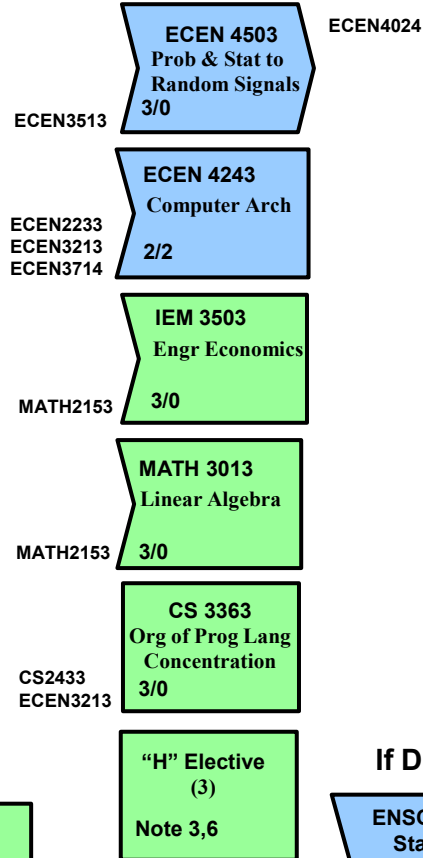 ECEN 4503
Prob & Stat to
Random Signals
3/0
ECEN4024
ECEN3513
ECEN 4243
Computer Arch
2/2
ECEN2233
ECEN3213
ECEN3714
IEM 3503
Engr Economics
3/0
MATH2153
MATH 3013
Linear Algebra
3/0
MATH2153
CS 3363
Org of Prog Lang
Concentration
3/0
CS2433
ECEN3213
“H” Elective
(3)
Note 3,6
If D
ENSC
Sta